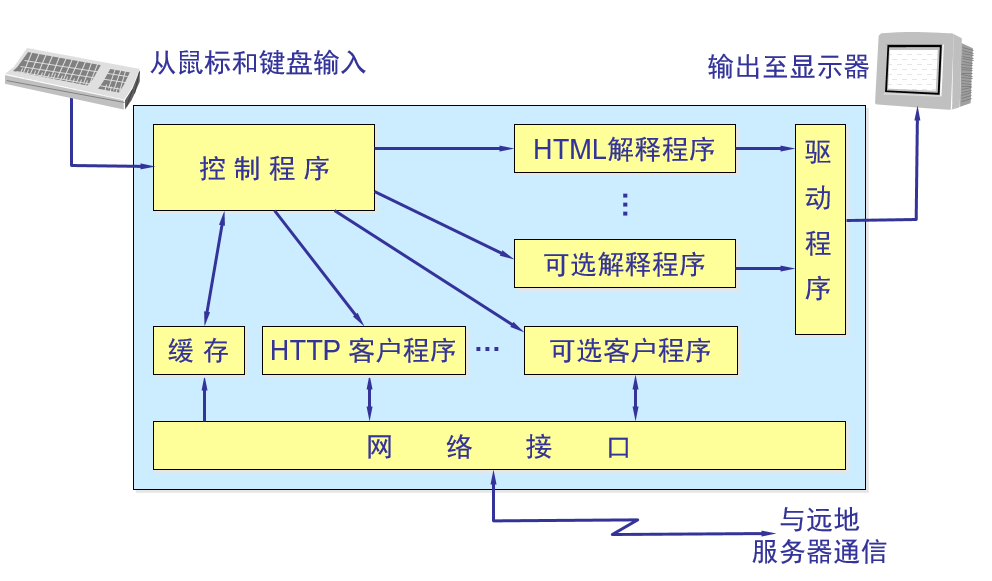 从鼠标和键盘输入
输出至显示器
控制程序
HTML解释程序
…
可选解释程序
驱动程序
缓存
HTTP 客户程序
…
可选客户程序
网络接口
与远地
服务器通信